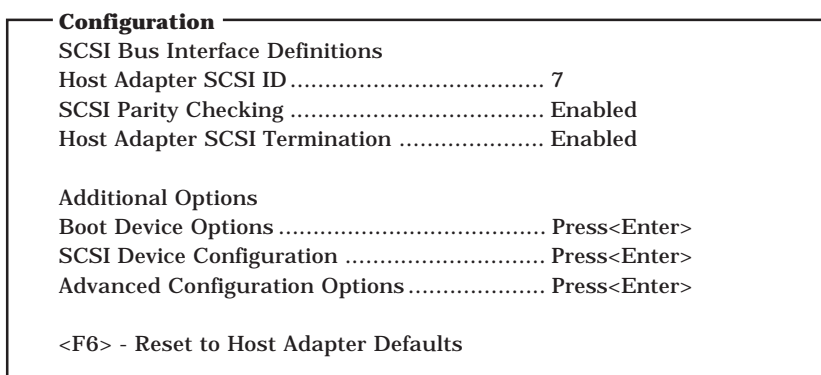 Configuration
SCSI Bus Interface Definitions
Host Adapter SCSI ID ..................................... 7
SCSI Parity Checking ..................................... Enabled
Host Adapter SCSI Termination ..................... Enabled
Additional Options
Boot Device Options ....................................... Press<Enter>
SCSI Device Configuration ............................. Press<Enter>
Advanced Configuration Options .................... Press<Enter>
<F6> - Reset to Host Adapter Defaults